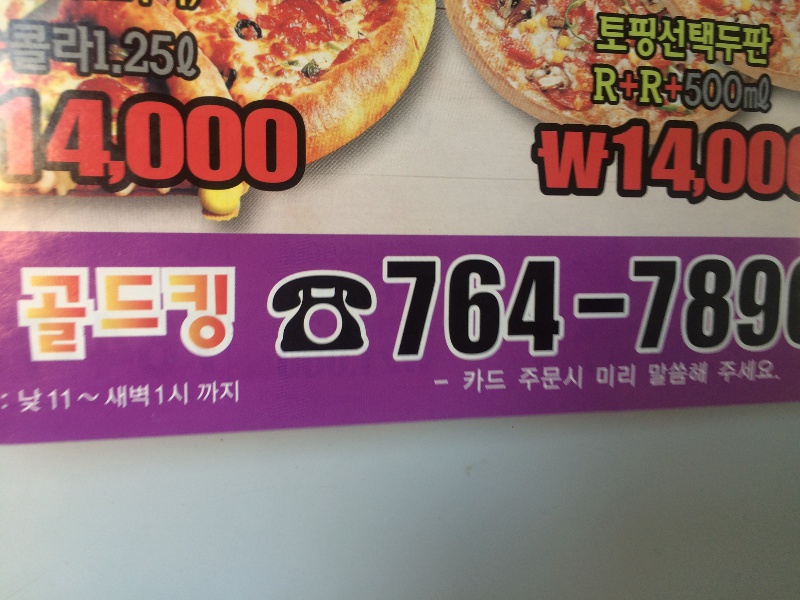 콜라1.25ℓ
14,000
토핑선택두판
R+R+500㎖
₩14,000
골드킹 ☎764-789
: 낮 11～새벽1시 까지
- 카드 주문시 미리 말씀해 주세요.